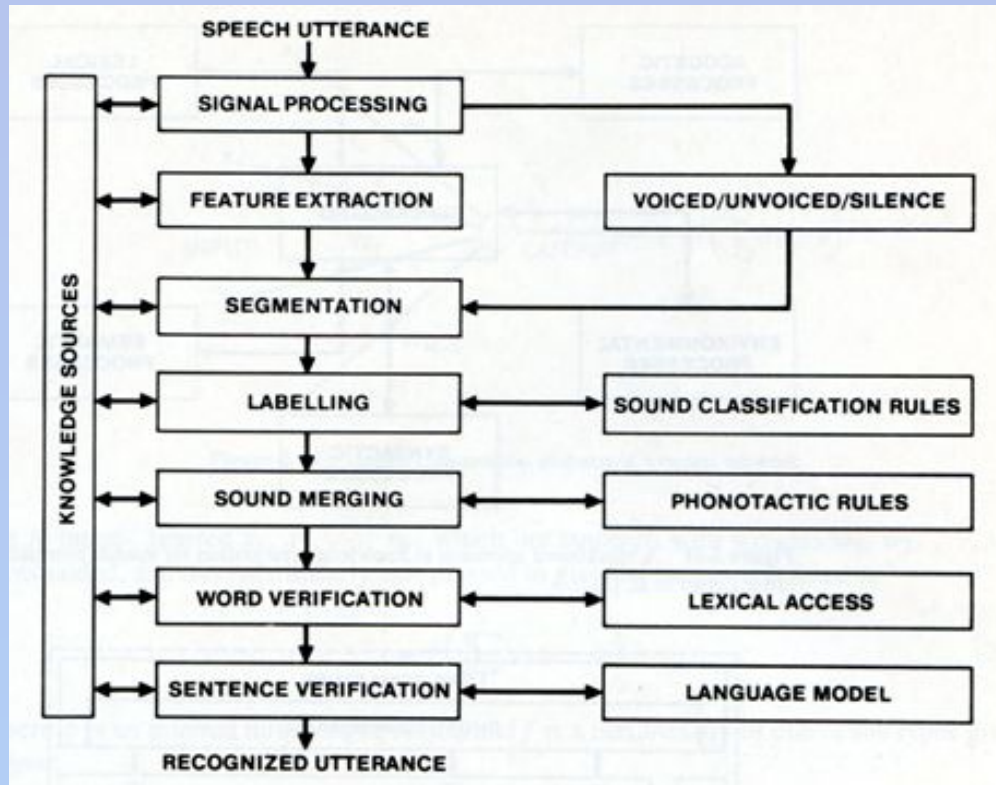 SPEECH UTTERANCE
SIGNAL PROCESSING
FEATURE EXTRACTION
VOICED/UNVOICED/SILENCE
SEGMENTATION
KNOWLEDGE SOURCES
LABELLING
SOUND CLASSIFICATION RULES
SOUND MERGING
PHONOTACTIC RULES
WORD VERIFICATION
LEXICAL ACCESS
SENTENCE VERIFICATION
LANGUAGE MODEL
RECOGNIZED UTTERANCE